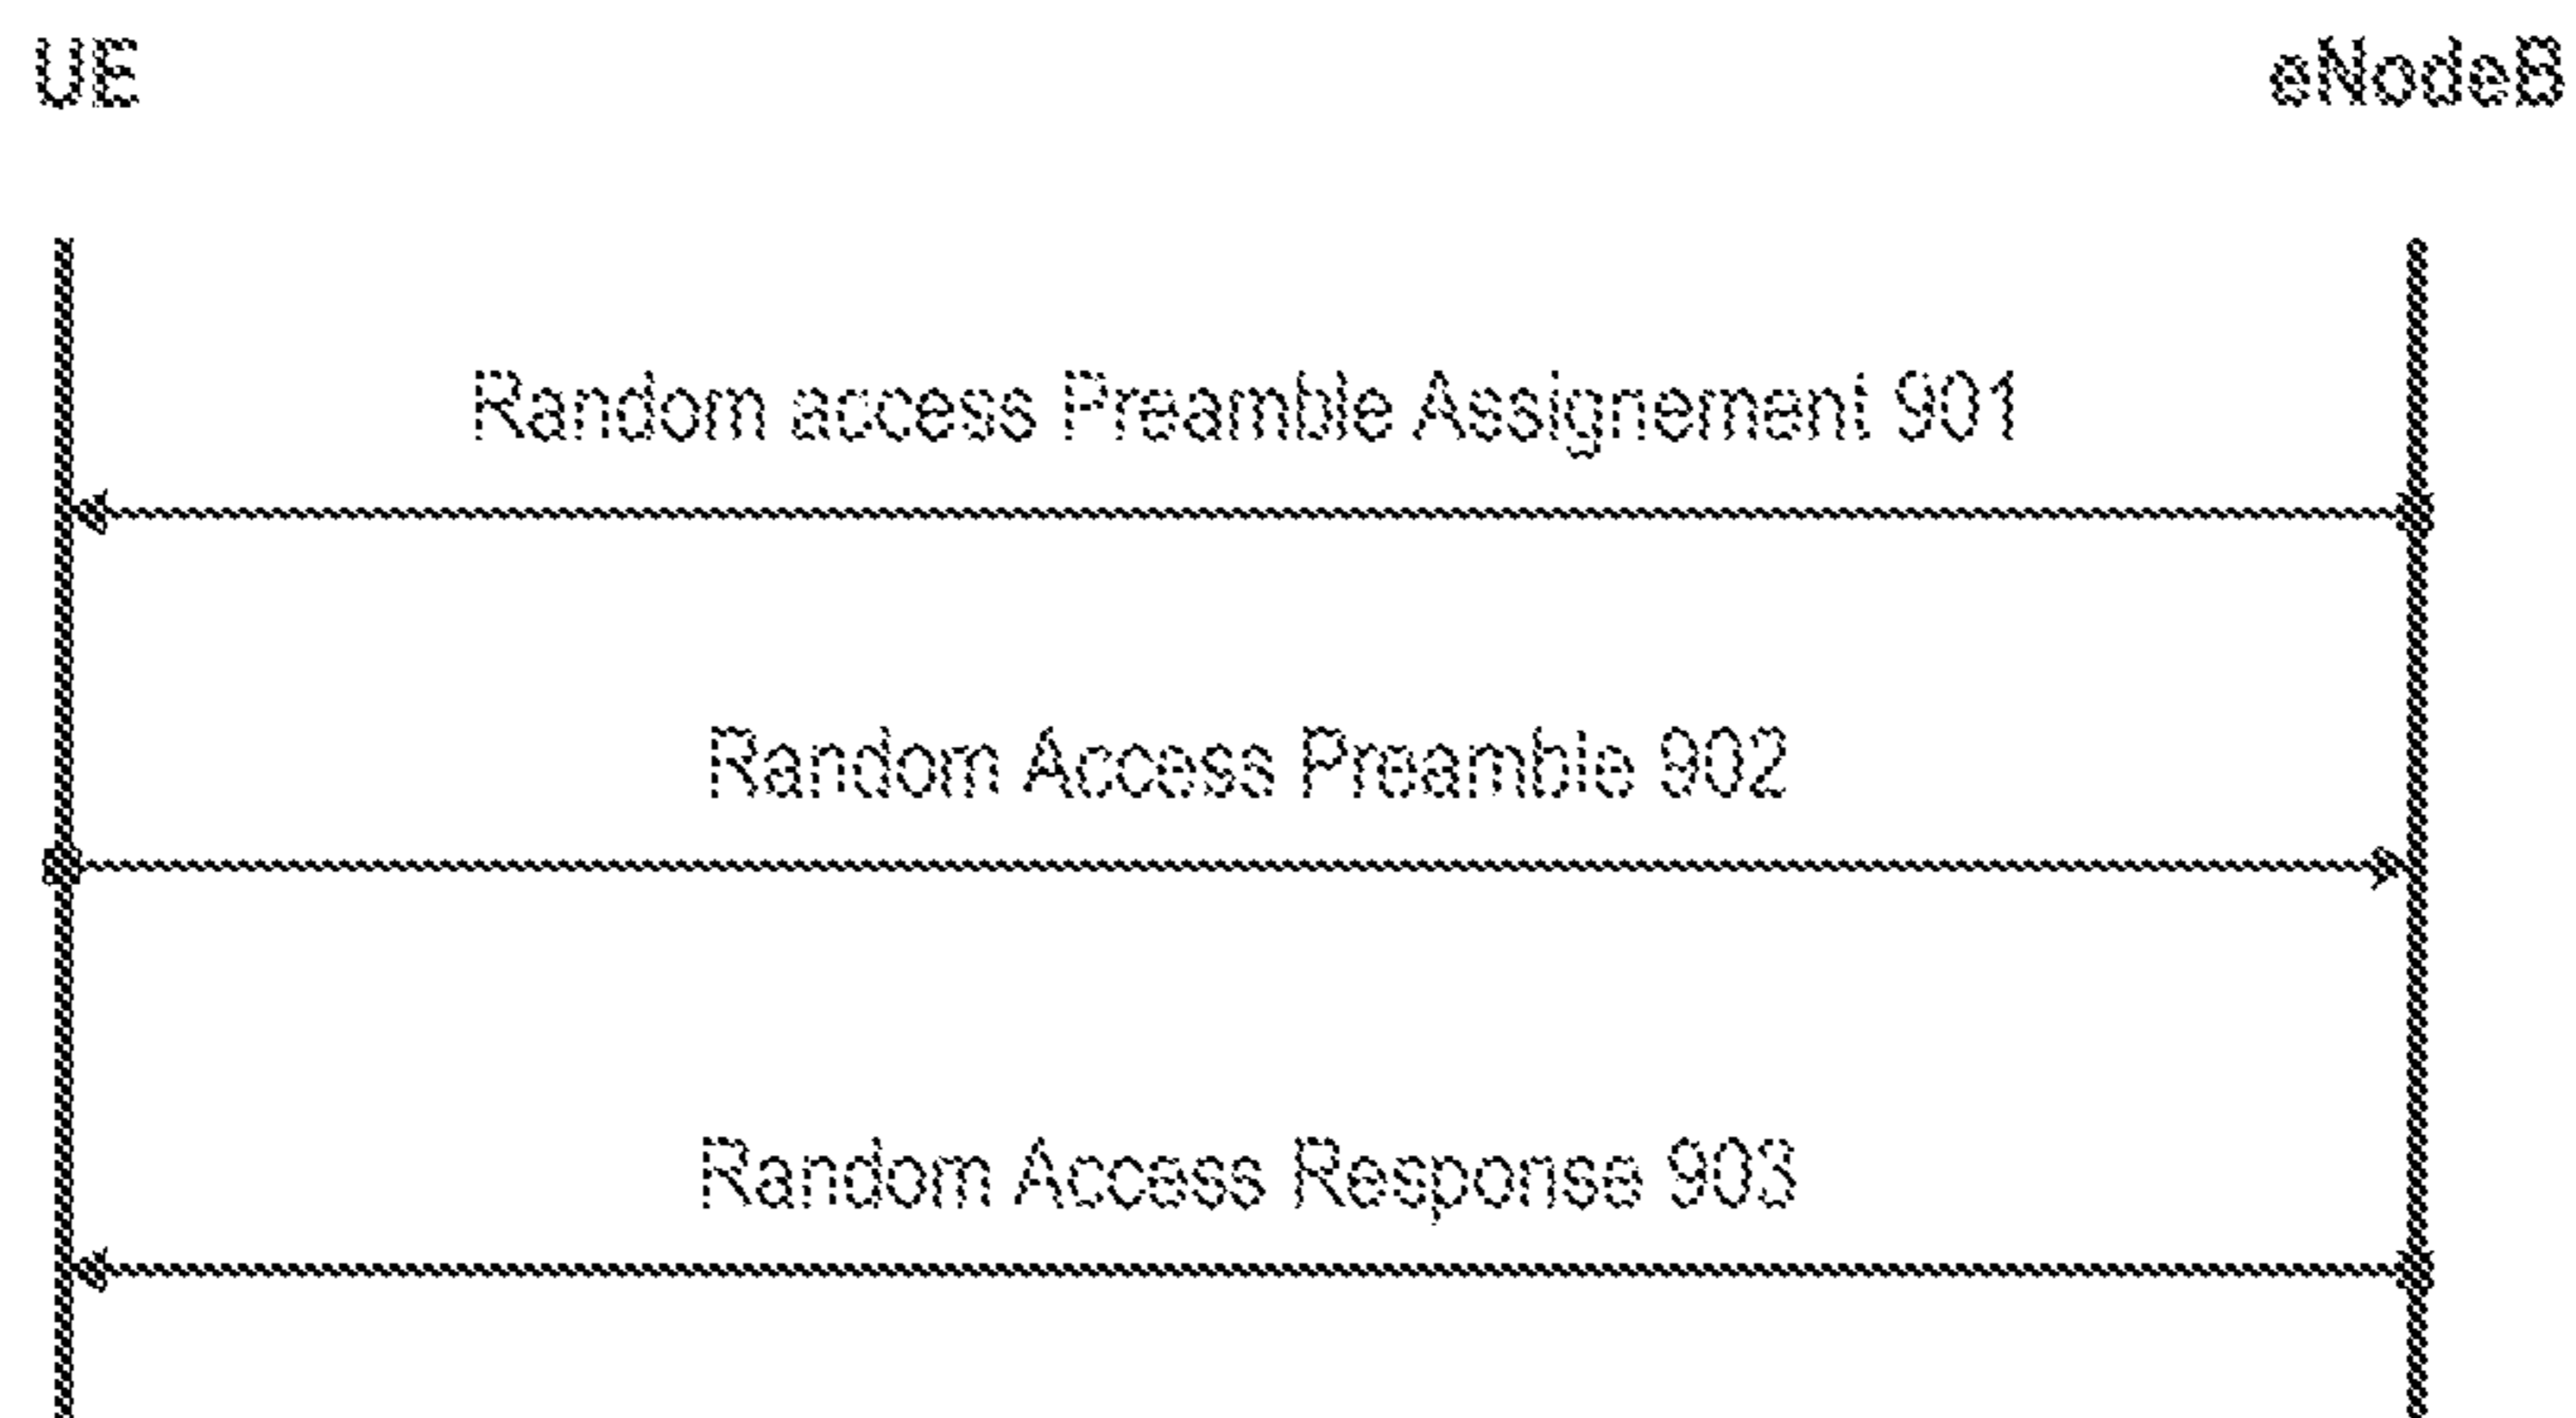 UE
eNodeB
Random access Preamble Assignement 901
Random Access Preamble 902
Random Access Response 903